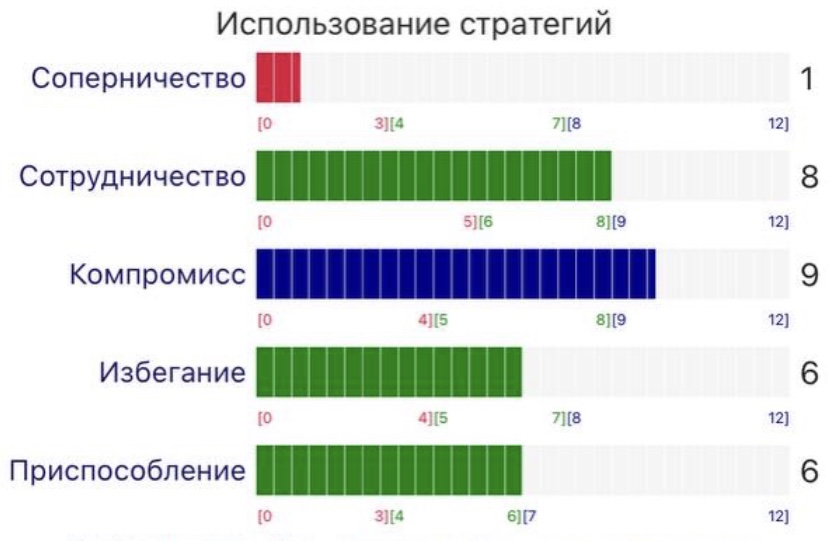 Использование стратегий
Соперничество 1
[0 3][4 7][8 12]
Сотрудничество 8
[0 5][6 8][9 12]
Компромисс 9
[0 4][5 8][9 12]
Избегание 6
[0 4][5 7][8 12]
Приспособление 6
[0 3][4 6][7 12]